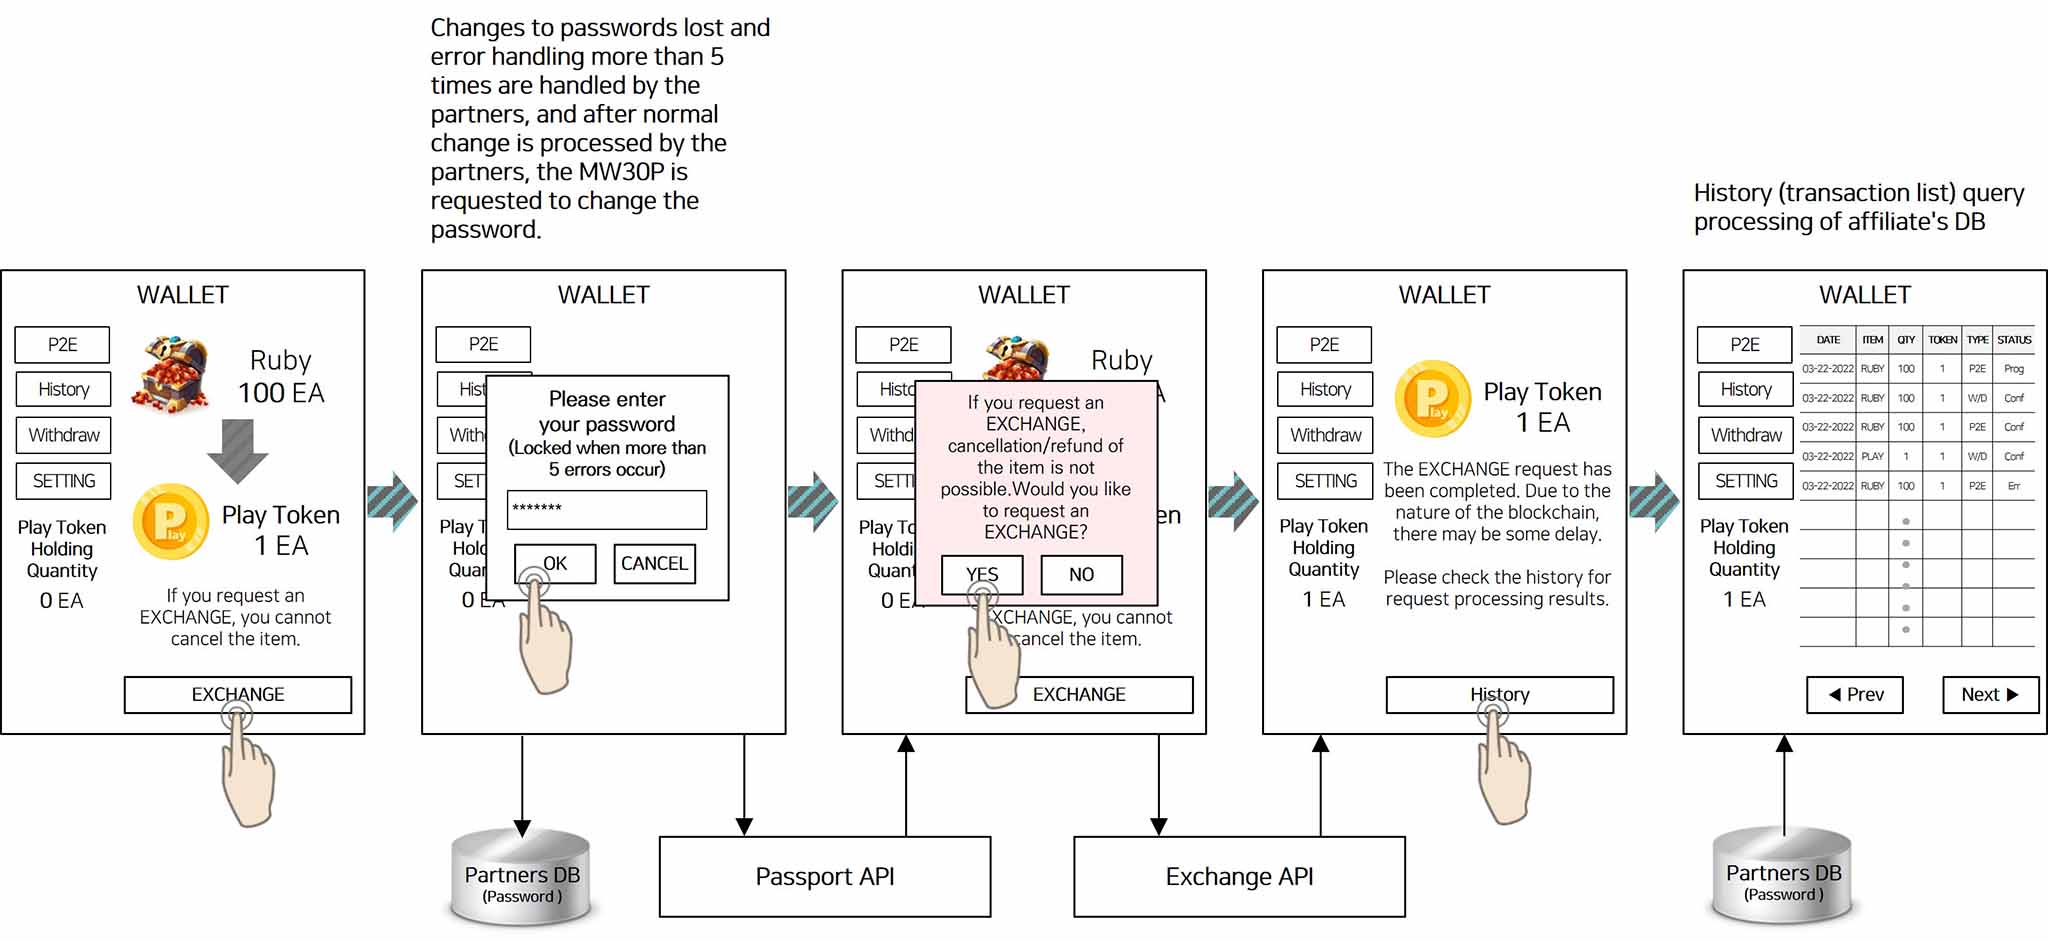 Changes to passwords lost and
error handling more than 5
times are handled by the
partners, and after normal
change is processed by the
partners, the MW30P is
requested to change the
password.
History (transaction list) query
processing of affiliate's DB
WALLET
P2E
History
Withdraw
SETTING
Play Token
Holding
Quantity
0 EA
Ruby
100 EA
Play
Play Token
1 EA
If you request an
EXCHANGE, you cannot
cancel the item.
EXCHANGE
WALLET
P2E
Hist
With
SET
Play T
Hol
Quan
0 EA
Please enter
your password
(Locked when more than
5 errors occur)
*******
OK
CANCEL
WALLET
P2E
Histo
Withd
SETT
Play To
Holdi
Quant
0 EA
Ruby
If you request an
EXCHANGE,
cancellation/refund of
the item is not
possible.Would you like
to request an
EXCHANGE?
YES
NO
en
XCHANGE, you cannot
cancel the item.
EXCHANGE
WALLET
P2E
History
Withdraw
SETTING
Play Token
Holding
Quantity
1 EA
Play
Play Token
1 EA
The EXCHANGE request has
been completed. Due to the
nature of the blockchain,
there may be some delay.
Please check the history for
request processing results.
History
WALLET
P2E
History
Withdraw
SETTING
Play Token
Holding
Quantity
1 EA
DATE ITEM QTY TOKEN TYPE STATUS
03-22-2022 RUBY 100 1 P2E Prog
03-22-2022 RUBY 100 1 W/D Conf
03-22-2022 RUBY 100 1 P2E Conf
03-22-2022 PLAY 1 1 W/D Conf
03-22-2022 RUBY 100 1 P2E Err
◀ Prev
Next ▶
Partners DB
(Password )
Passport API
Exchange API
Partners DB
(Password )